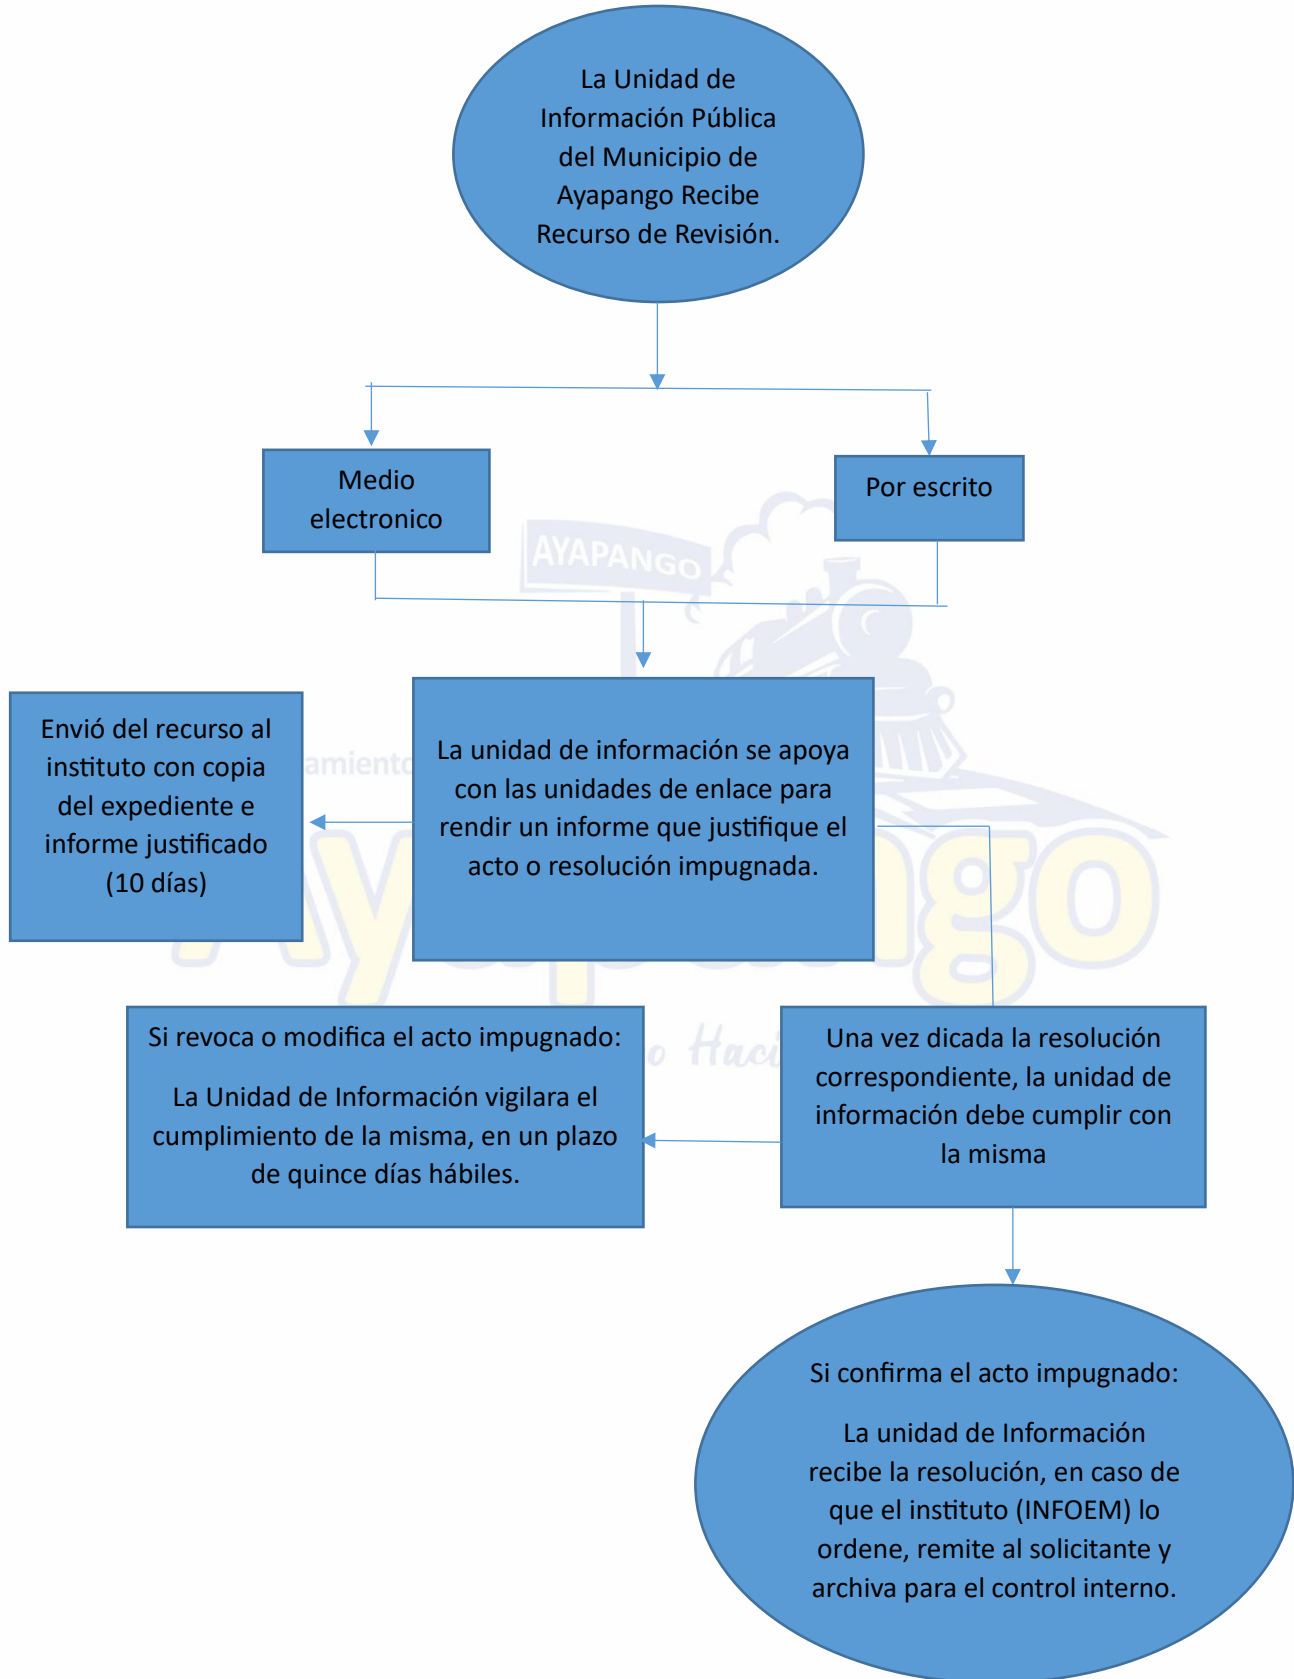 La Unidad de
Información Pública
del Municipio de
Ayapango Recibe
Recurso de Revisión.
Medio
electronico
Por escrito
AYAPANGO
Envió del recurso al
instituto con copia
del expediente e
informe justificado
(10 días)
amiento
La unidad de información se apoya
con las unidades de enlace para
rendir un informe que justifique el
acto o resolución impugnada.
Ayapango
Si revoca o modifica el acto impugnado:
La Unidad de Información vigilara el
cumplimiento de la misma, en un plazo
de quince días hábiles.
o Haci
Una vez dicada la resolución
correspondiente, la unidad de
información debe cumplir con
la misma
Si confirma el acto impugnado:
La unidad de Información
recibe la resolución, en caso de
que el instituto (INFOEM) lo
ordene, remite al solicitante y
archiva para el control interno.